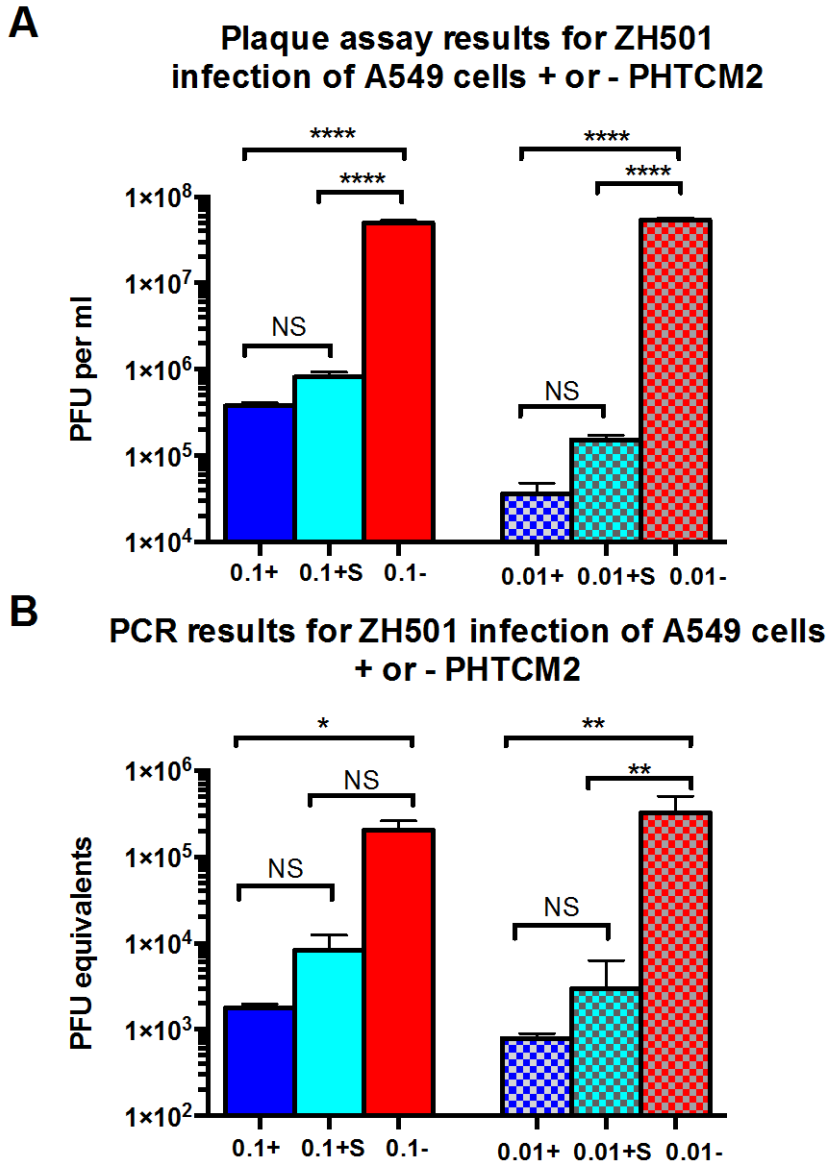 A
Plaque assay results for ZH501
infection of A549 cells + or - PHTCM2
**** ****
**** ****
NS NS
PFU per ml
1×10⁸
1×10⁷
1×10⁶
1×10⁵
1×10⁴
0.1+ 0.1+S 0.1- 0.01+ 0.01+S 0.01-
B
PCR results for ZH501 infection of A549 cells
+ or - PHTCM2
* **
NS **
NS NS
PFU equivalents
1×10⁶
1×10⁵
1×10⁴
1×10³
1×10²
0.1+ 0.1+S 0.1- 0.01+ 0.01+S 0.01-